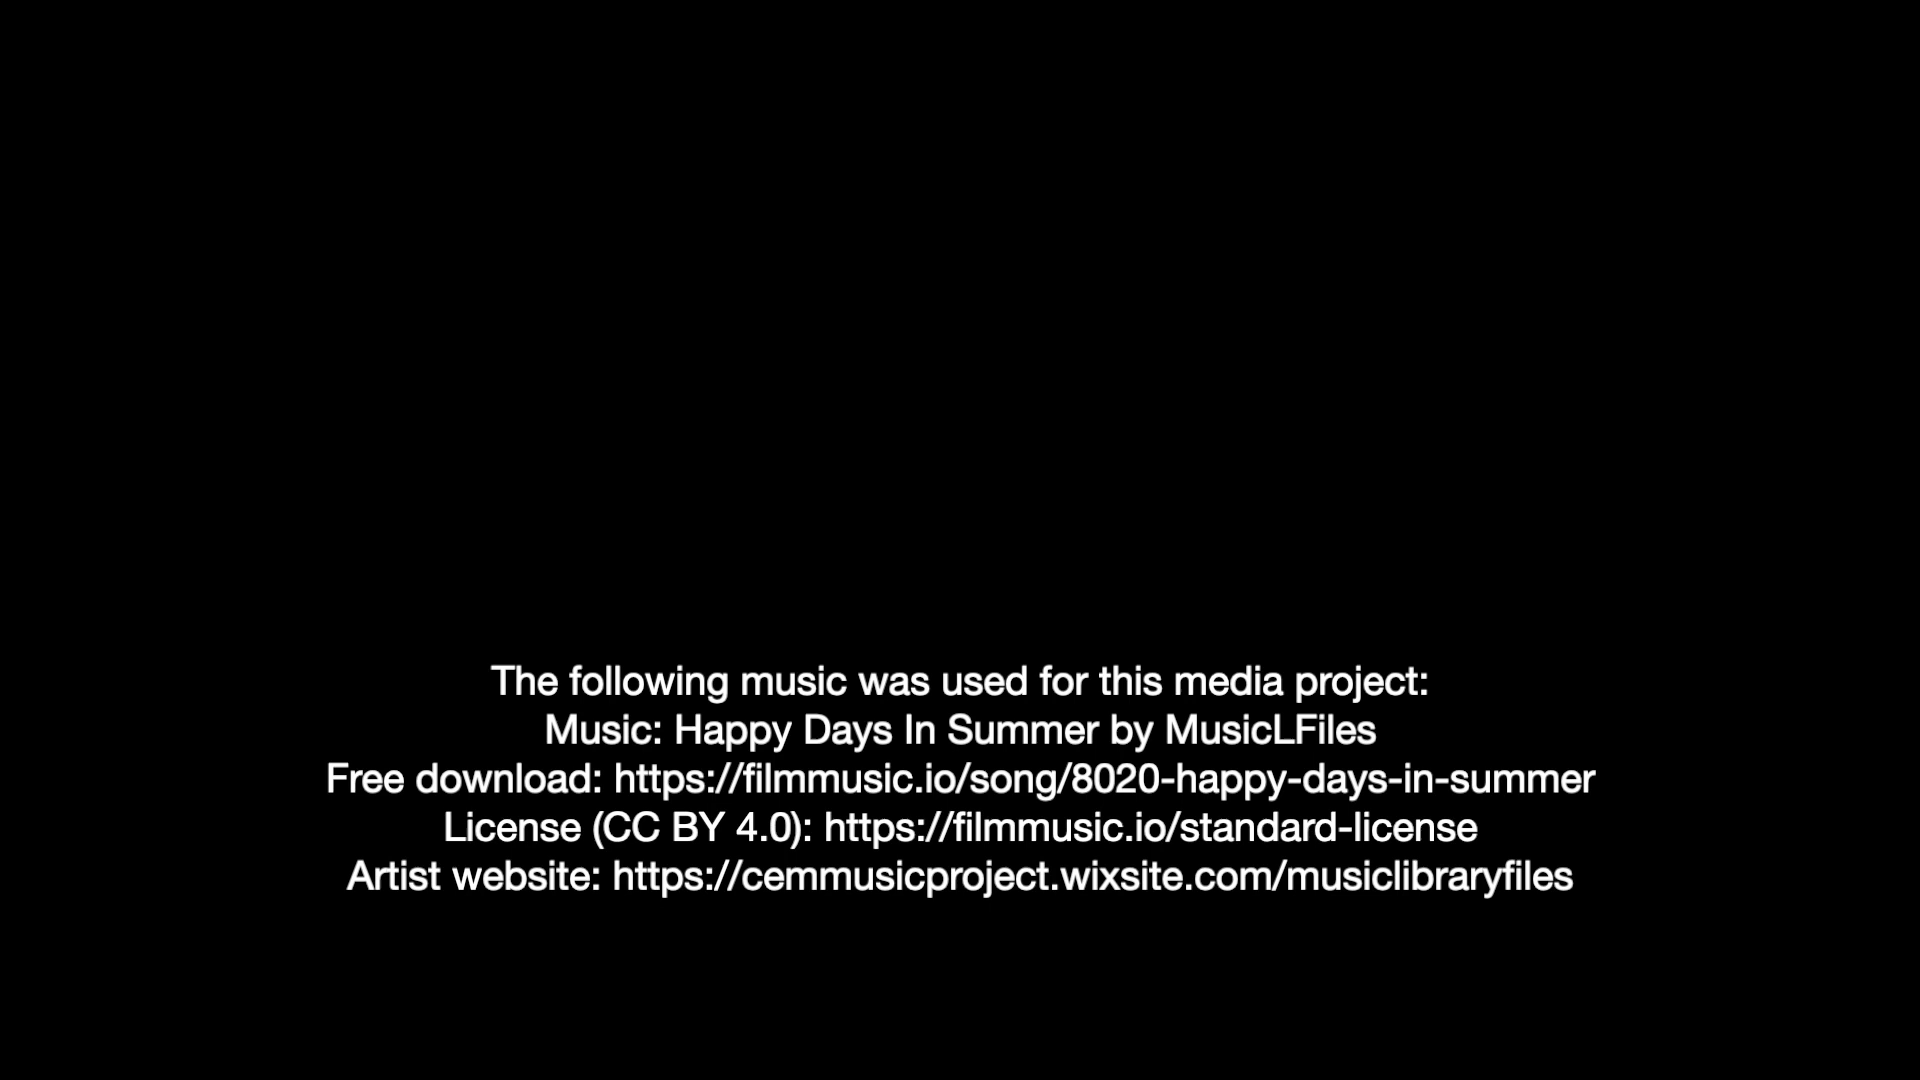 The following music was used for this media project:
Music: Happy Days In Summer by MusicLFiles
Free download: https://filmmusic.io/song/8020-happy-days-in-summer
License (CC BY 4.0): https://filmmusic.io/standard-license
Artist website: https://cemmusicproject.wixsite.com/musiclibraryfiles